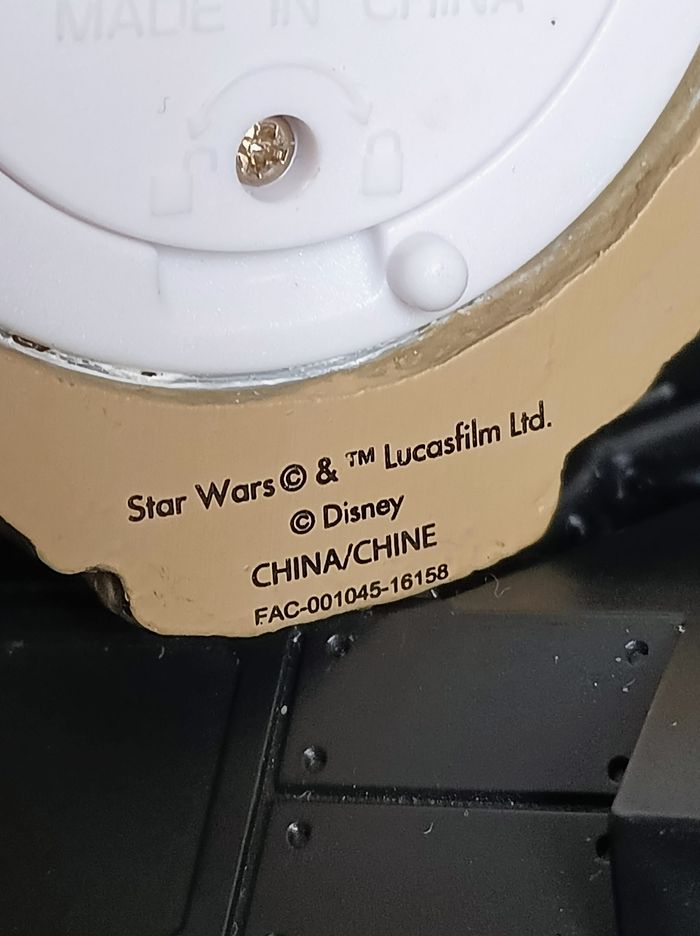 MADE IN CHINA
Star Wars © & ™ Lucasfilm Ltd.
© Disney
CHINA/CHINE
FAC-001045-16158